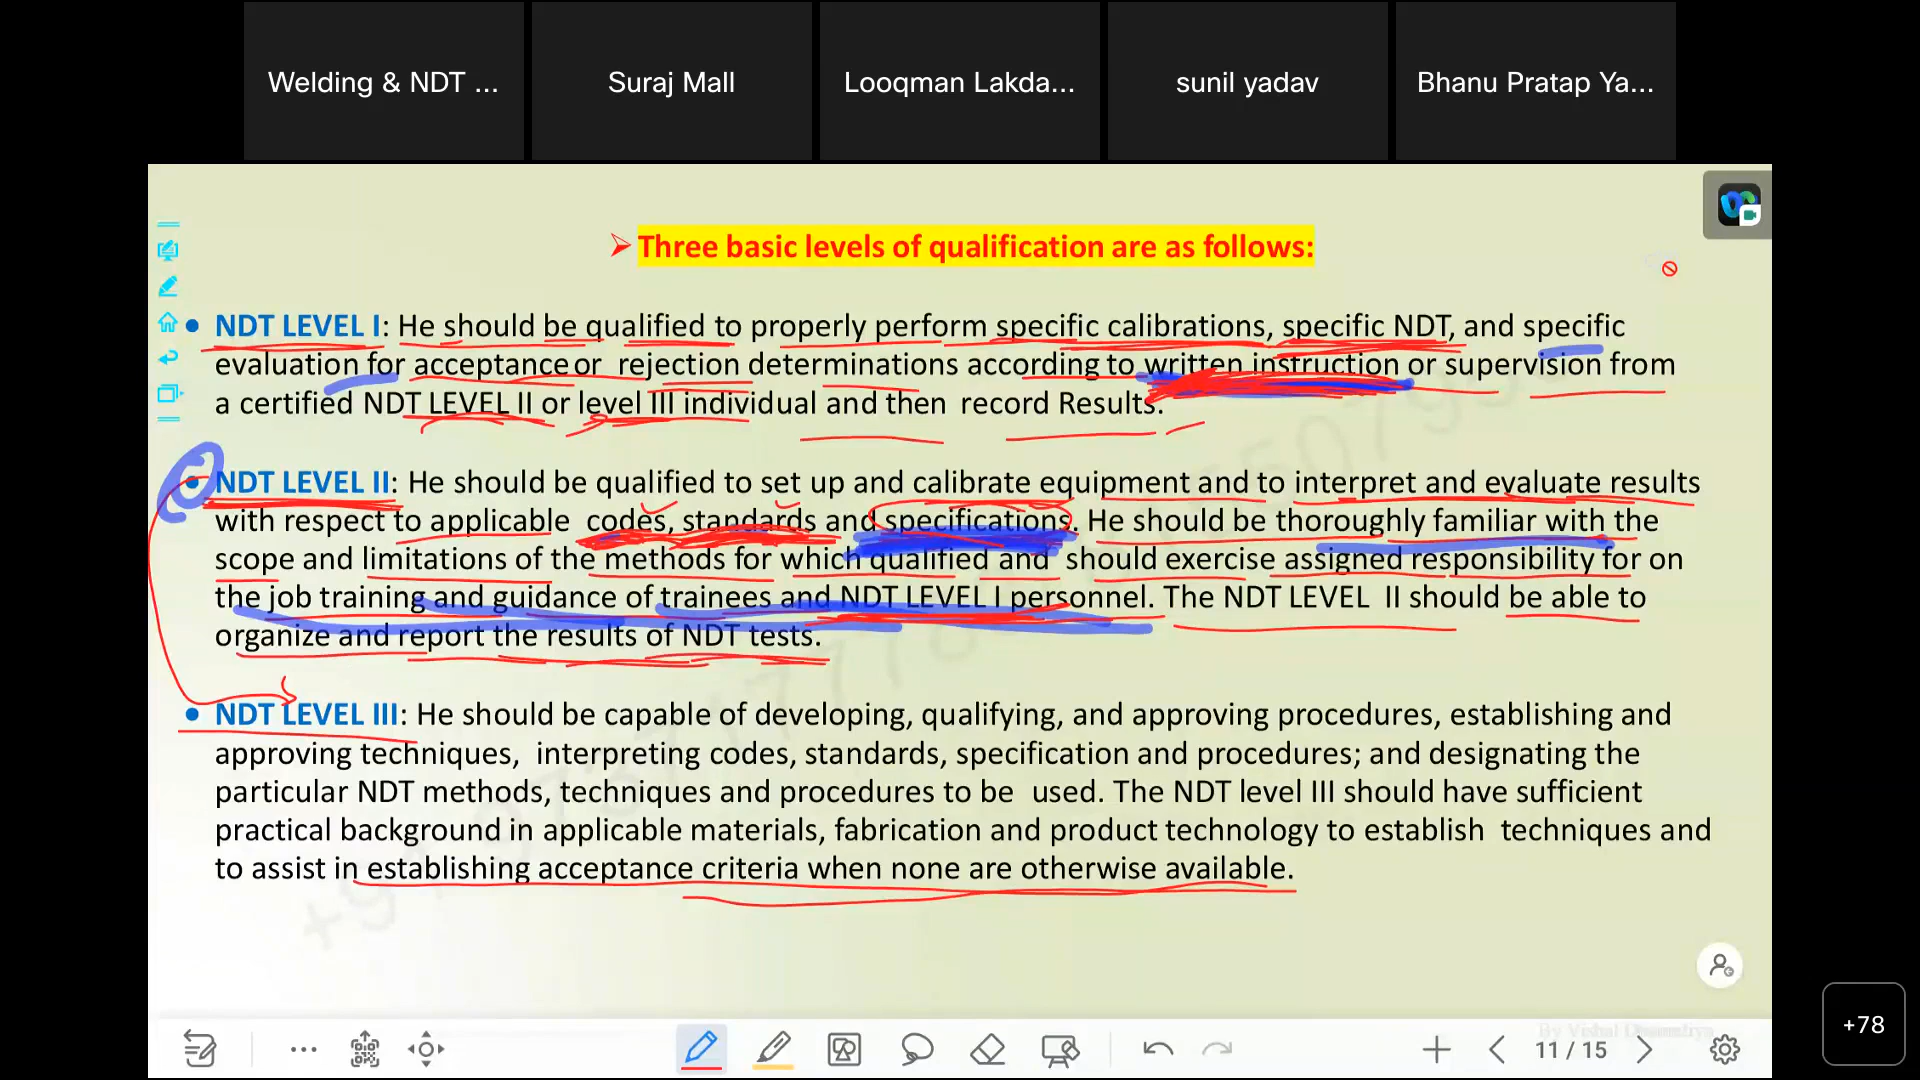 Welding & NDT ...
Suraj Mall
Looqman Lakda...
sunil yadav
Bhanu Pratap Ya...
Three basic levels of qualification are as follows:
• NDT LEVEL I: He should be qualified to properly perform specific calibrations, specific NDT, and specific
evaluation for acceptance or rejection determinations according to written instruction or supervision from
a certified NDT LEVEL II or level III individual and then record Results.
• NDT LEVEL II: He should be qualified to set up and calibrate equipment and to interpret and evaluate results
with respect to applicable codes, standards and specifications. He should be thoroughly familiar with the
scope and limitations of the methods for which qualified and should exercise assigned responsibility for on
the job training and guidance of trainees and NDT LEVEL I personnel. The NDT LEVEL II should be able to
organize and report the results of NDT tests.
• NDT LEVEL III: He should be capable of developing, qualifying, and approving procedures, establishing and
approving techniques, interpreting codes, standards, specification and procedures; and designating the
particular NDT methods, techniques and procedures to be used. The NDT level III should have sufficient
practical background in applicable materials, fabrication and product technology to establish techniques and
to assist in establishing acceptance criteria when none are otherwise available.
11 / 15
+78